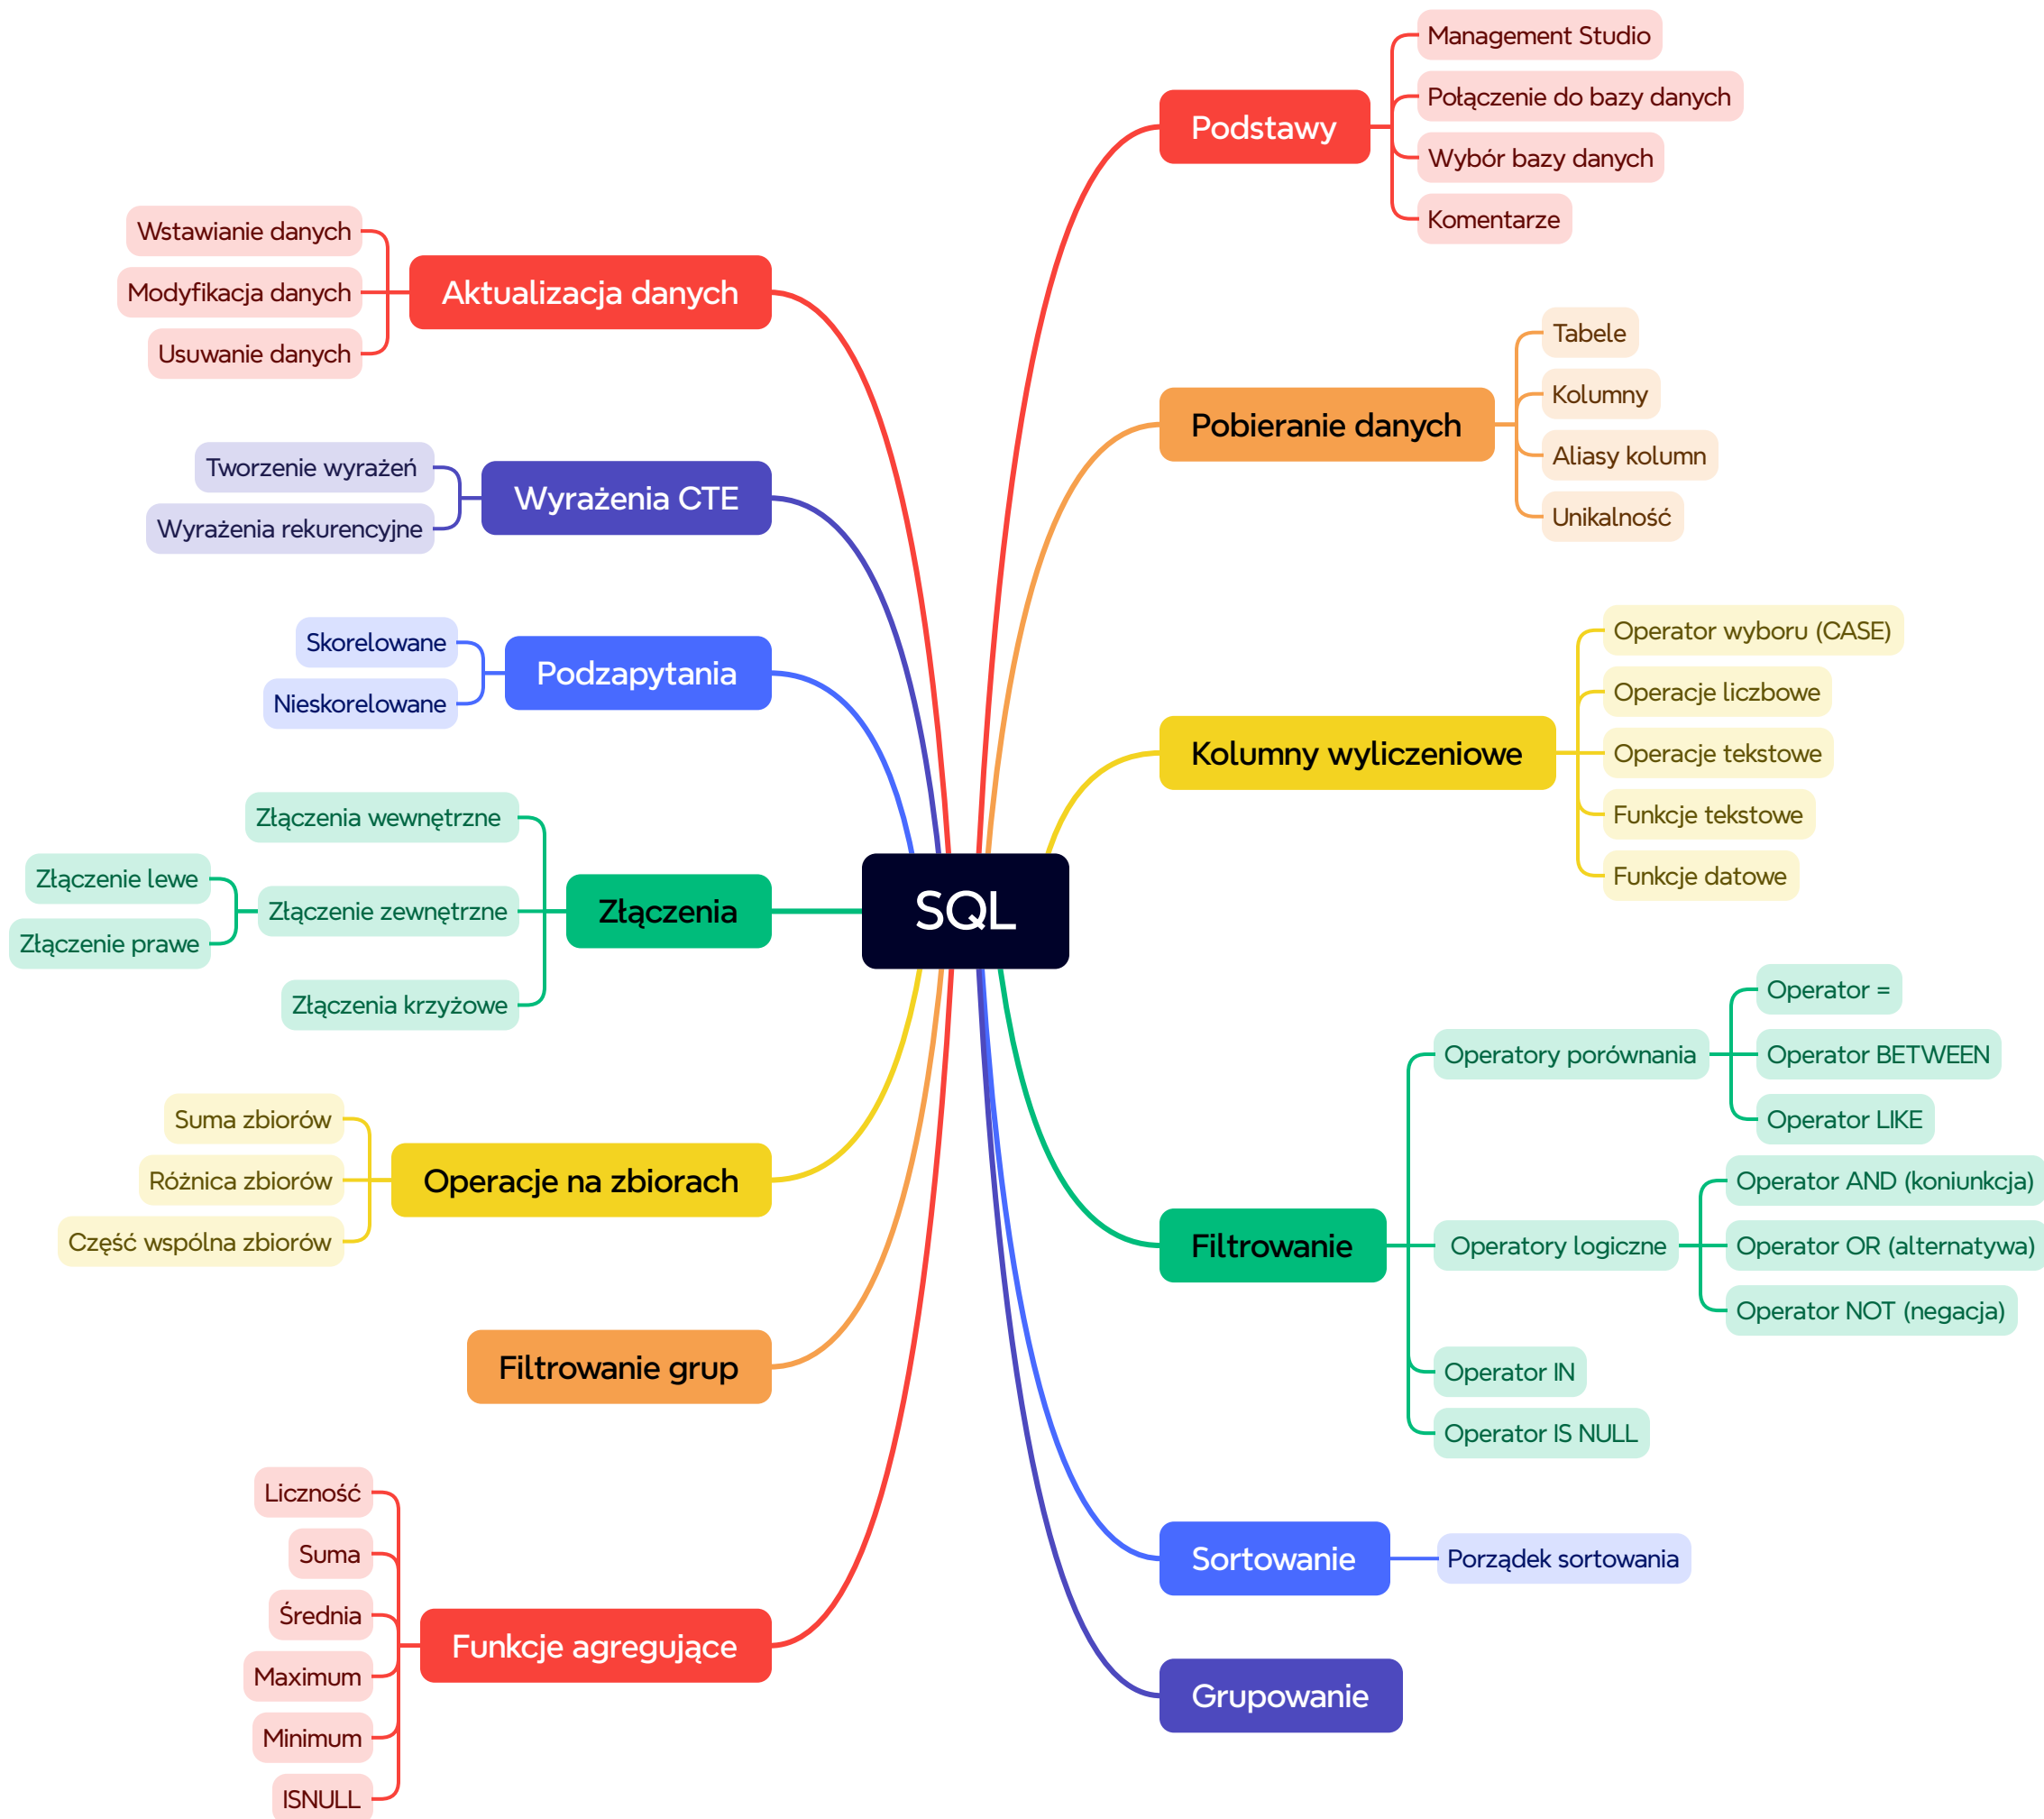 SQL
Podstawy
Management Studio
Połączenie do bazy danych
Wybór bazy danych
Komentarze
Pobieranie danych
Tabele
Kolumny
Aliasy kolumn
Unikalność
Kolumny wyliczeniowe
Operator wyboru (CASE)
Operacje liczbowe
Operacje tekstowe
Funkcje tekstowe
Funkcje datowe
Filtrowanie
Operatory porównania
Operator =
Operator BETWEEN
Operator LIKE
Operatory logiczne
Operator AND (koniunkcja)
Operator OR (alternatywa)
Operator NOT (negacja)
Operator IN
Operator IS NULL
Sortowanie
Porządek sortowania
Grupowanie
Aktualizacja danych
Wstawianie danych
Modyfikacja danych
Usuwanie danych
Wyrażenia CTE
Tworzenie wyrażeń
Wyrażenia rekurencyjne
Podzapytania
Skorelowane
Nieskorelowane
Złączenia
Złączenia wewnętrzne
Złączenie zewnętrzne
Złączenie lewe
Złączenie prawe
Złączenia krzyżowe
Operacje na zbiorach
Suma zbiorów
Różnica zbiorów
Część wspólna zbiorów
Filtrowanie grup
Funkcje agregujące
Liczność
Suma
Średnia
Maximum
Minimum
ISNULL